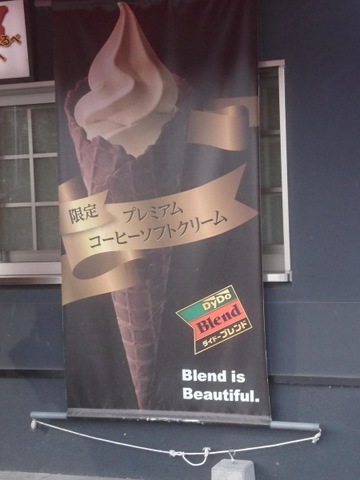 限定
プレミアム
コーヒーソフトクリーム
DyDo
Blend
ダイドーブレンド
Blend is
Beautiful.